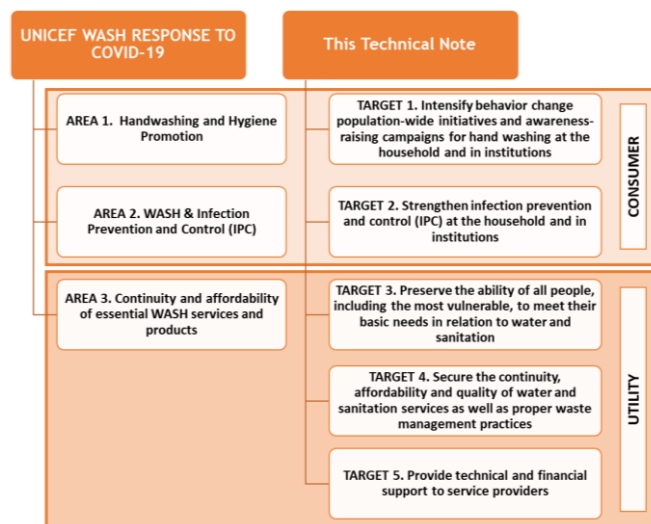 UNICEF WASH RESPONSE TO
COVID-19
This Technical Note
AREA 1.  Handwashing and Hygiene
Promotion
TARGET 1. Intensify behavior change
population-wide initiatives and awareness-
raising campaigns for hand washing at the
household and in institutions
CONSUMER
AREA 2. WASH & Infection
Prevention and Control (IPC)
TARGET 2. Strengthen infection prevention
and control (IPC) at the household and in
institutions
AREA 3. Continuity and affordability
of essential WASH services and
products
TARGET 3. Preserve the ability of all people,
including the most vulnerable, to meet their
basic needs in relation to water and
sanitation
UTILITY
TARGET 4. Secure the continuity,
affordability and quality of water and
sanitation services as well as proper waste
management practices
TARGET 5. Provide technical and financial
support to service providers